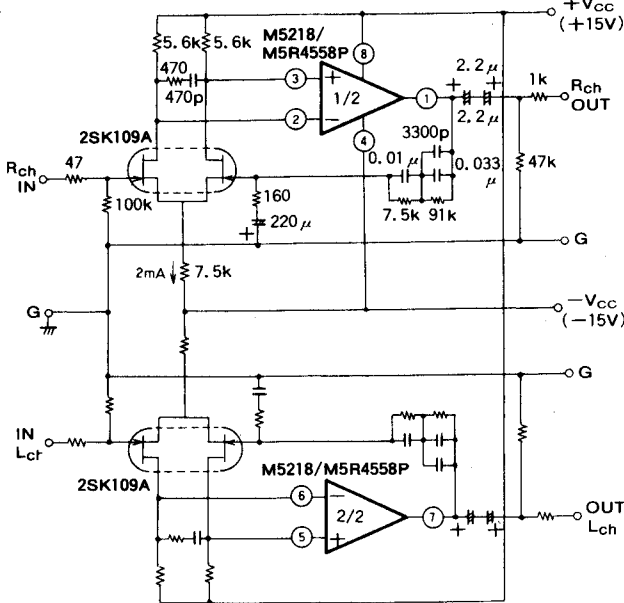 +Vcc
(+15V)
5.6k
5.6k
M5218/
M5R4558P
8
470
470p
3
+
1/2
1
2
−
4
+ 2.2μ +
2.2μ
1k
Rch
OUT
3300p
2SK109A
0.01μ
0.033
μ
47k
Rch
IN
47
100k
160
+ 220μ
7.5k
91k
G
2mA
7.5k
G
−Vcc
(−15V)
G
IN
Lch
2SK109A
M5218/M5R4558P
6
−
2/2
7
5
+
+ +
OUT
Lch